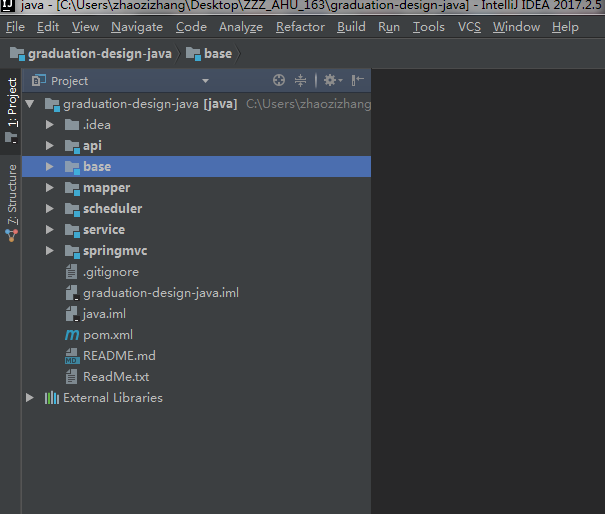 java - [C:\Users\zhaozizhang\Desktop\ZZZ_AHU_163\graduation-design-java] - IntelliJ IDEA 2017.2.5
File Edit View Navigate Code Analyze Refactor Build Run Tools VCS Window Help
graduation-design-java base
1: Project
7: Structure
Project
graduation-design-java [java] C:\Users\zhaozizhang
.idea
api
base
mapper
scheduler
service
springmvc
.gitignore
graduation-design-java.iml
java.iml
pom.xml
README.md
ReadMe.txt
External Libraries